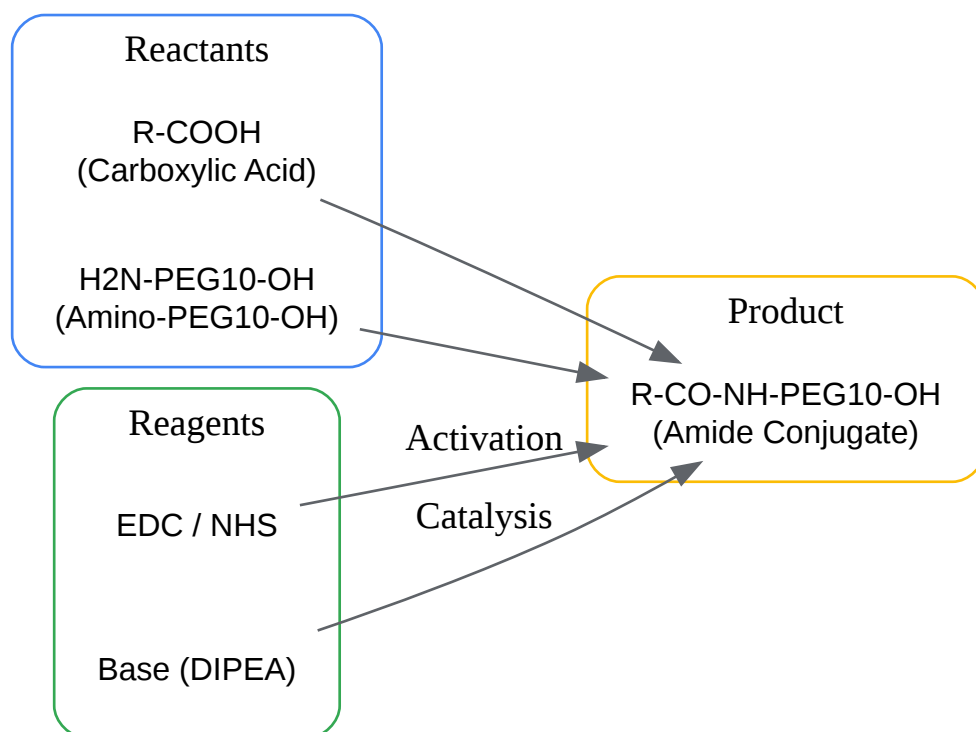 Reactants
R-COOH
(Carboxylic Acid)
H2N-PEG10-OH
(Amino-PEG10-OH)
Reagents
EDC / NHS
Base (DIPEA)
Activation
Catalysis
Product
R-CO-NH-PEG10-OH
(Amide Conjugate)